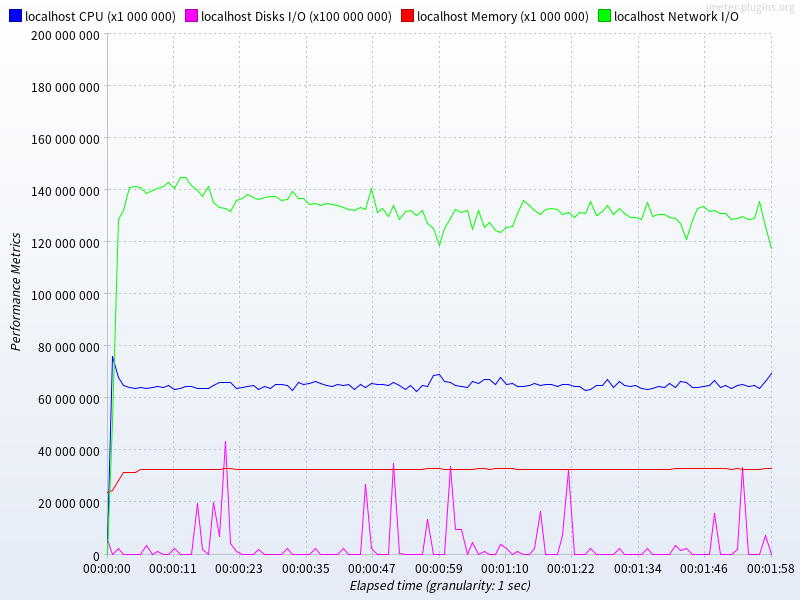 jmeter-plugins.org
localhost CPU (x1 000 000) localhost Disks I/O (x100 000 000) localhost Memory (x1 000 000) localhost Network I/O
200 000 000
180 000 000
160 000 000
140 000 000
120 000 000
100 000 000
80 000 000
60 000 000
40 000 000
20 000 000
0
Performance Metrics
00:00:00 00:00:11 00:00:23 00:00:35 00:00:47 00:00:59 00:01:10 00:01:22 00:01:34 00:01:46 00:01:58
Elapsed time (granularity: 1 sec)